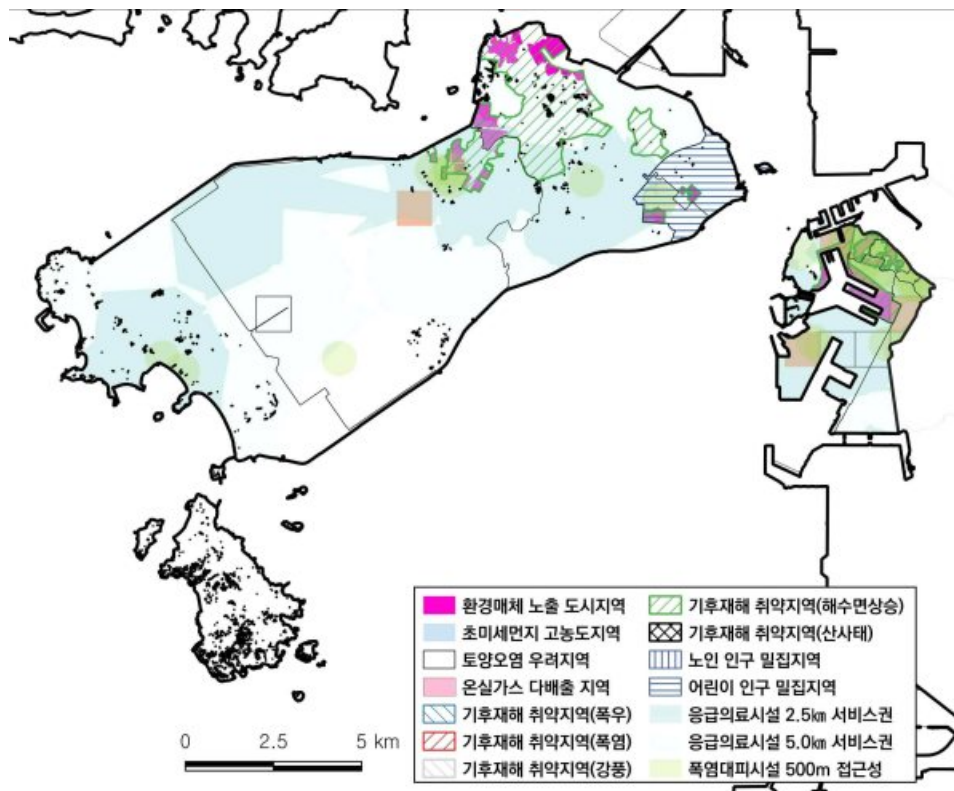 환경매체 노출 도시지역
초미세먼지 고농도지역
토양오염 우려지역
온실가스 다배출 지역
기후재해 취약지역(폭우)
기후재해 취약지역(폭염)
기후재해 취약지역(강풍)
기후재해 취약지역(해수면상승)
기후재해 취약지역(산사태)
노인 인구 밀집지역
어린이 인구 밀집지역
응급의료시설 2.5㎞ 서비스권
응급의료시설 5.0㎞ 서비스권
폭염대피시설 500m 접근성
0 2.5 5 km